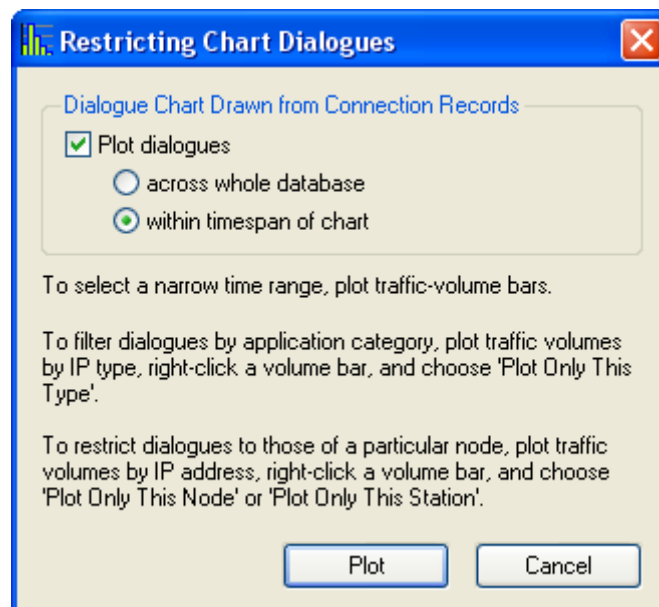 Restricting Chart Dialogues
Dialogue Chart Drawn from Connection Records
Plot dialogues
across whole database
within timespan of chart
To select a narrow time range, plot traffic-volume bars.
To filter dialogues by application category, plot traffic volumes
by IP type, right-click a volume bar, and choose 'Plot Only This
Type'.
To restrict dialogues to those of a particular node, plot traffic
volumes by IP address, right-click a volume bar, and choose
'Plot Only This Node' or 'Plot Only This Station'.
Plot
Cancel